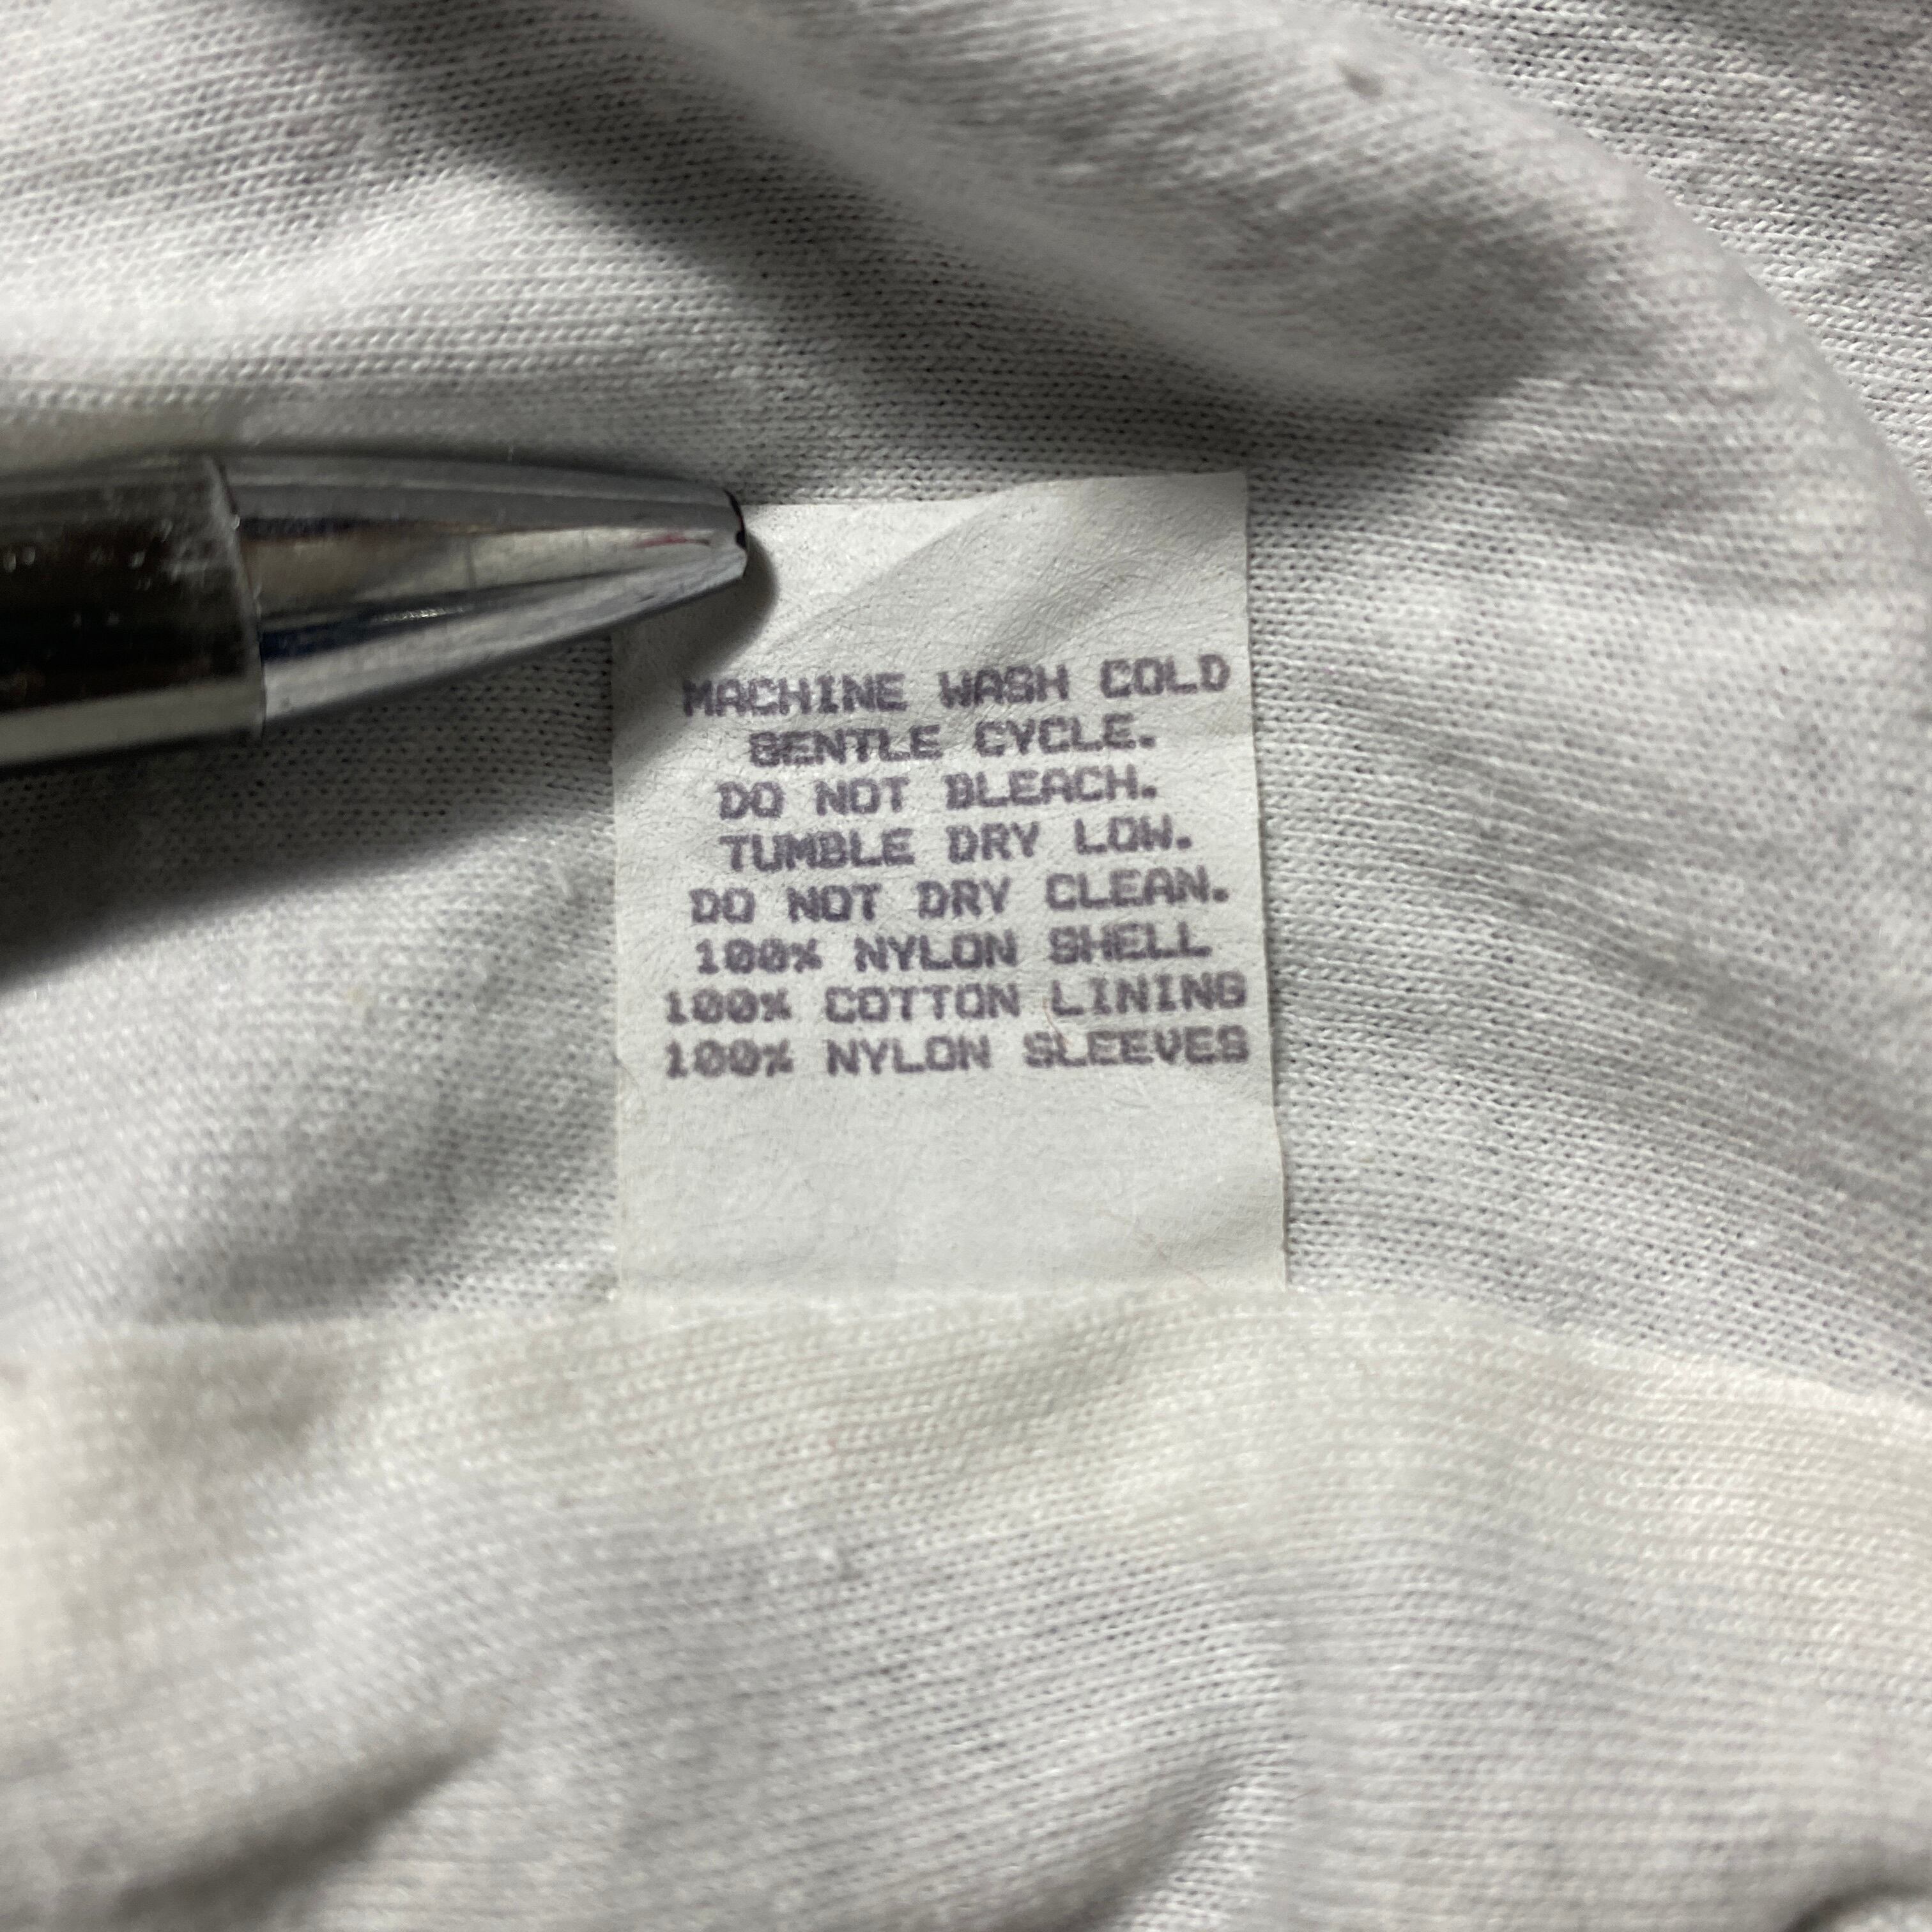 MACHINE WASH COLD
GENTLE CYCLE.
DO NOT BLEACH.
TUMBLE DRY LOW.
DO NOT DRY CLEAN.
100% NYLON SHELL
100% COTTON LINING
100% NYLON SLEEVES